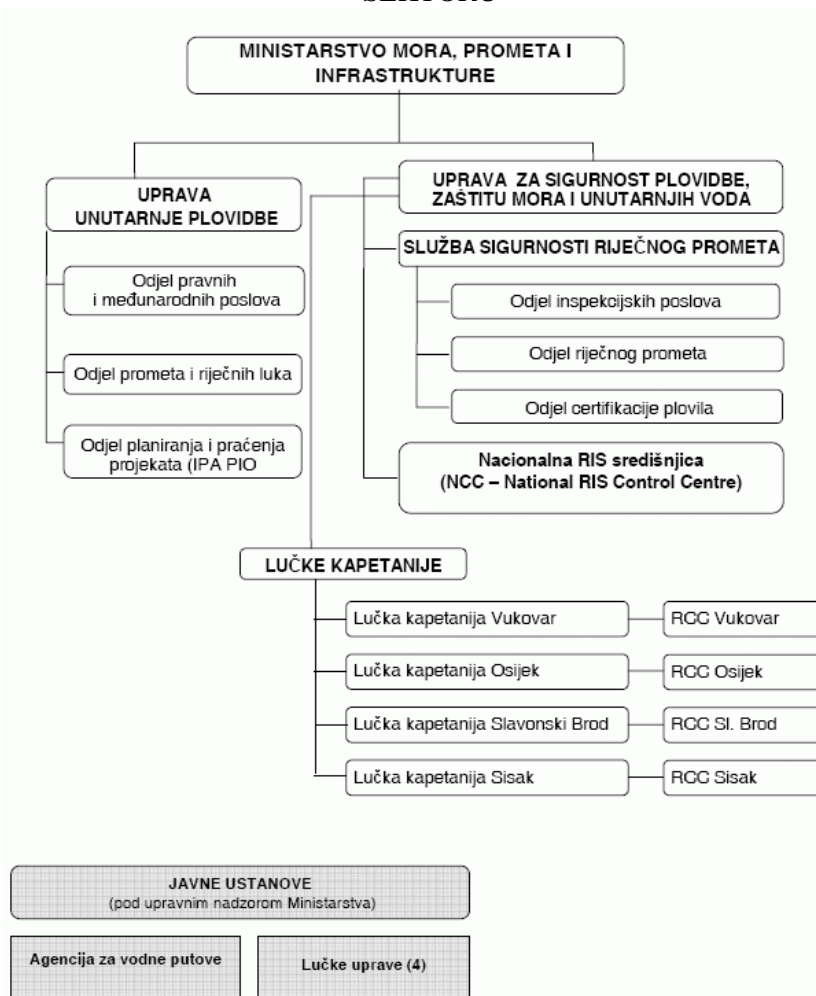 MINISTARSTVO MORA, PROMETA I
INFRASTRUKTURE
UPRAVA
UNUTARNJE PLOVIDBE
Odjel pravnih
i međunarodnih poslova
Odjel prometa i riječnih luka
Odjel planiranja i praćenja
projekata (IPA PIO
UPRAVA ZA SIGURNOST PLOVIDBE,
ZAŠTITU MORA I UNUTARNJIH VODA
SLUŽBA SIGURNOSTI RIJEČNOG PROMETA
Odjel inspekcijskih poslova
Odjel riječnog prometa
Odjel certifikacije plovila
Nacionalna RIS središnjica
(NCC – National RIS Control Centre)
LUČKE KAPETANIJE
Lučka kapetanija Vukovar
RCC Vukovar
Lučka kapetanija Osijek
RCC Osijek
Lučka kapetanija Slavonski Brod
RCC Sl. Brod
Lučka kapetanija Sisak
RCC Sisak
JAVNE USTANOVE
(pod upravnim nadzorom Ministarstva)
Agencija za vodne putove
Lučke uprave (4)